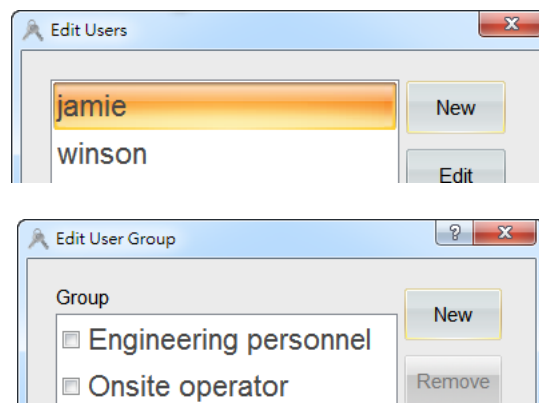 Edit Users
jamie
New
winson
Edit
Edit User Group
?
Group
New
Engineering personnel
Remove
Onsite operator